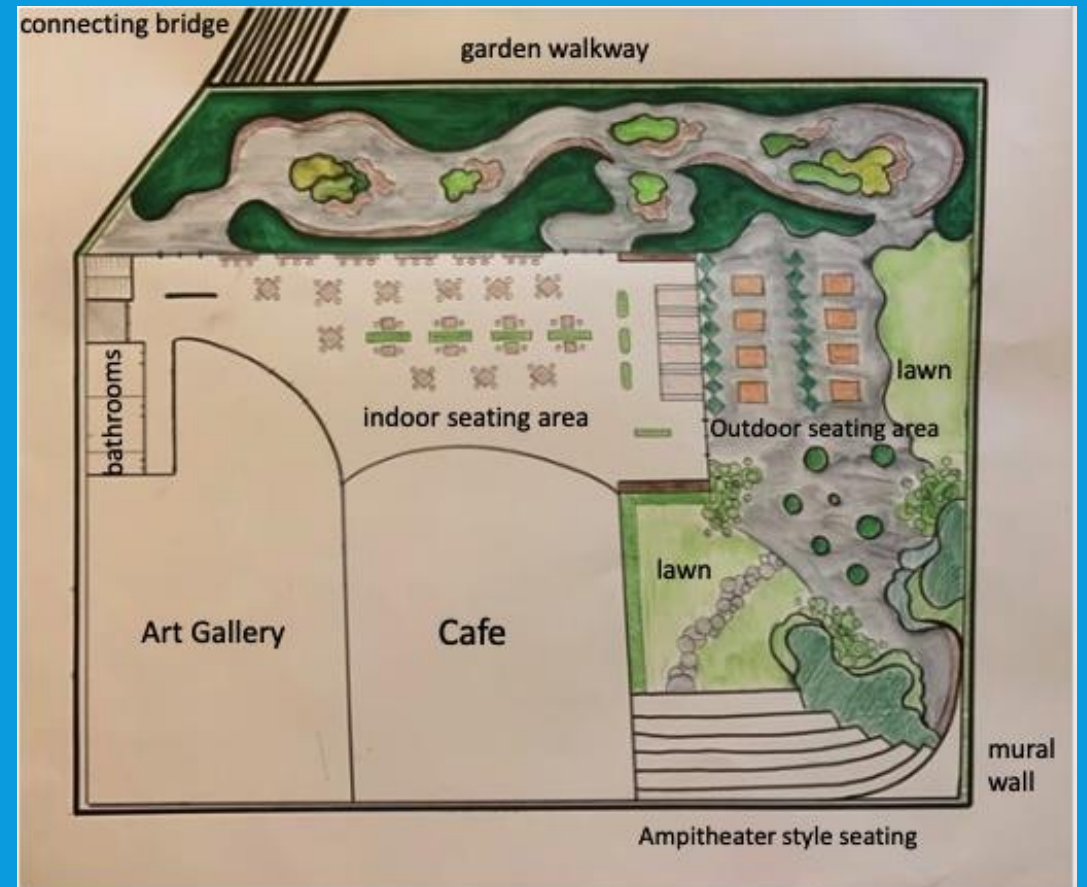 connecting bridge
garden walkway
bathrooms
indoor seating area
Outdoor seating area
lawn
lawn
Art Gallery
Cafe
mural
wall
Ampitheater style seating